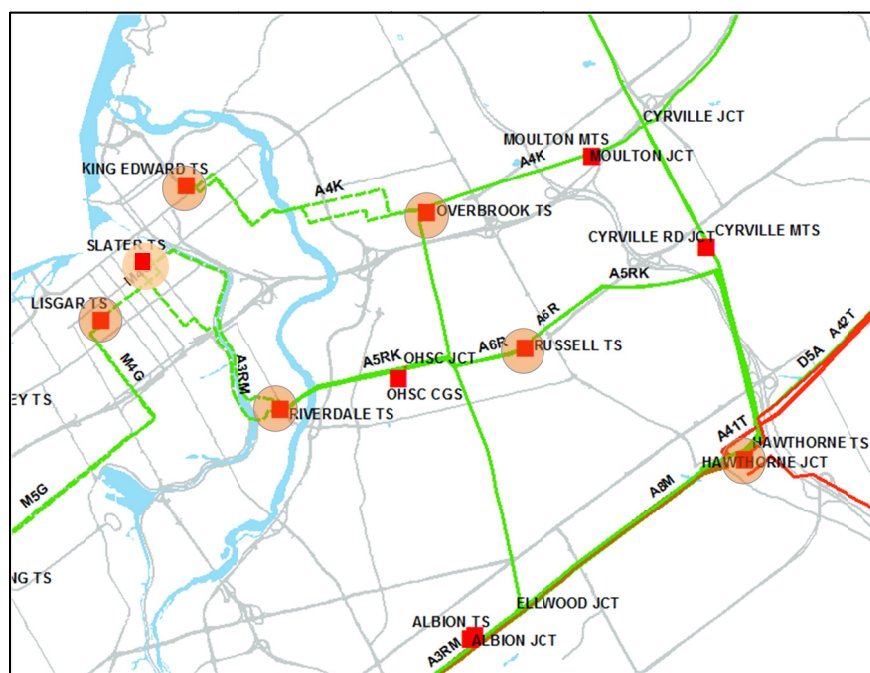 CYRVILLE JCT
MOULTON MTS
A4K
MOULTON JCT
KING EDWARD TS
A4K
OVERBROOK TS
CYRVILLE MTS
CYRVILLE RD JCT
SLATER TS
A5RK
LISGAR TS
A6R
A6R
RUSSELL TS
OHSC JCT
A5RK
OHSC CGS
M4G
A3RM
RIVERDALE TS
A42T
D5A
EY TS
A41T
HAWTHORNE TS
HAWTHORNE JCT
A8M
M5G
NG TS
ELLWOOD JCT
ALBION TS
ALBION JCT
A3RM